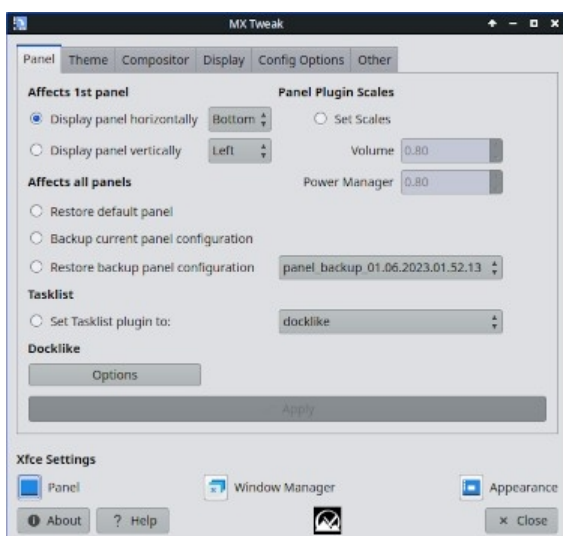 MX Tweak
Panel Theme Compositor Display Config Options Other
Affects 1st panel Panel Plugin Scales
Display panel horizontally Bottom Set Scales
Display panel vertically Left Volume 0.80
Affects all panels Power Manager 0.80
Restore default panel
Backup current panel configuration
Restore backup panel configuration panel_backup_01.06.2023.01.52.13
Tasklist
Set Tasklist plugin to: docklike
Docklike
Options
Apply
Xfce Settings
Panel Window Manager Appearance
About ? Help Close